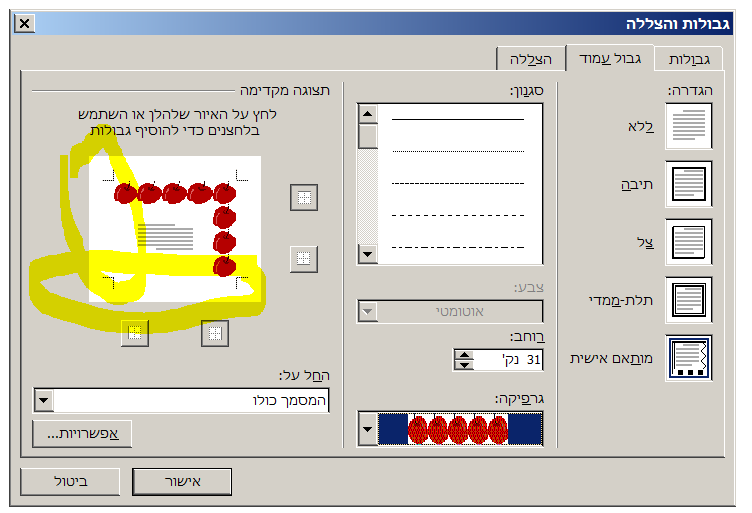 גבולות והצללה
גבולות
גבול עמוד
הצללה
הגדרה:
ללא
תיבה
צל
תלת-ממדי
מותאם אישית
סגנון:
צבע:
אוטומטי
רוחב:
31 נק'
גרפיקה:
תצוגה מקדימה
לחץ על האיור שלהלן או השתמש
בלחצנים כדי להוסיף גבולות
החל על:
המסמך כולו
אפשרויות...
אישור
ביטול